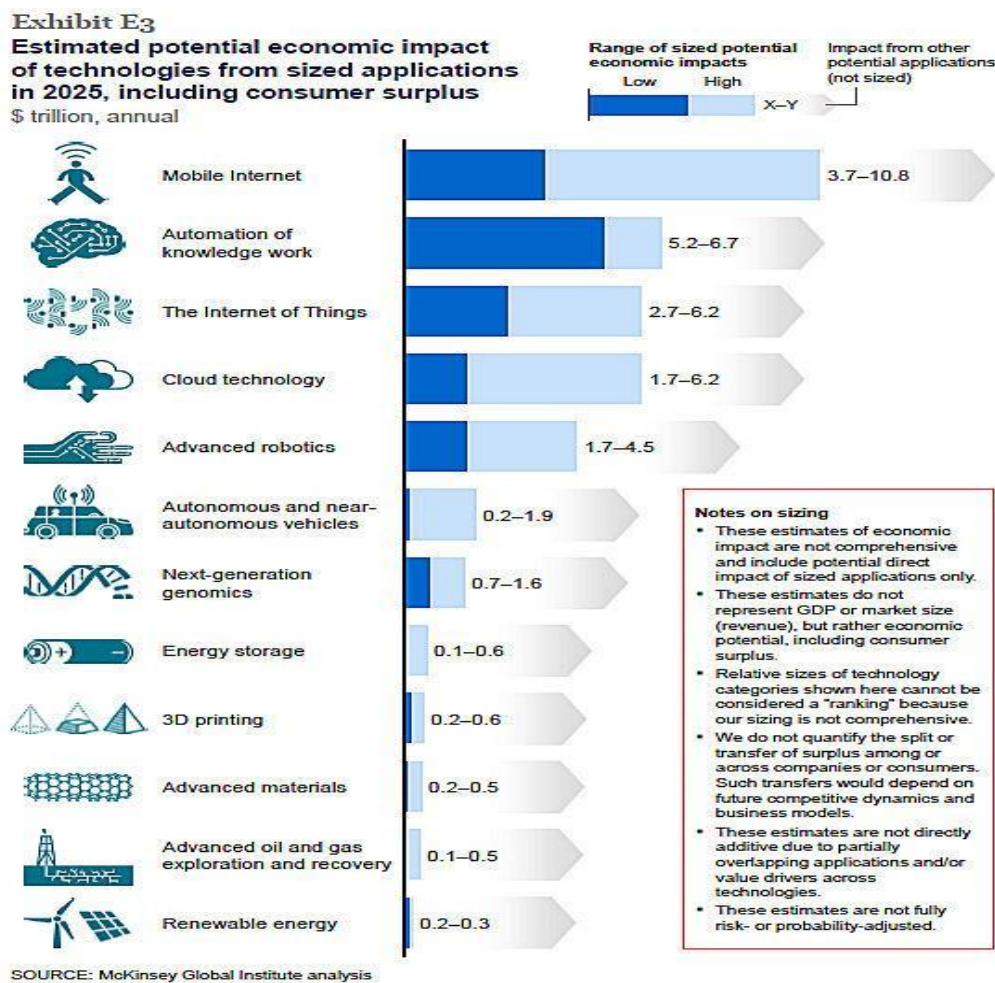 Exhibit E3
Estimated potential economic impact
of technologies from sized applications
in 2025, including consumer surplus
$ trillion, annual
Range of sized potential
economic impacts
Low High
X–Y
Impact from other
potential applications
(not sized)
Mobile Internet
3.7–10.8
Automation of
knowledge work
5.2–6.7
The Internet of Things
2.7–6.2
Cloud technology
1.7–6.2
Advanced robotics
1.7–4.5
Autonomous and near-
autonomous vehicles
0.2–1.9
Next-generation
genomics
0.7–1.6
Energy storage
0.1–0.6
3D printing
0.2–0.6
Advanced materials
0.2–0.5
Advanced oil and gas
exploration and recovery
0.1–0.5
Renewable energy
0.2–0.3
Notes on sizing
• These estimates of economic
impact are not comprehensive
and include potential direct
impact of sized applications only.
• These estimates do not
represent GDP or market size
(revenue), but rather economic
potential, including consumer
surplus.
• Relative sizes of technology
categories shown here cannot be
considered a "ranking" because
our sizing is not comprehensive.
• We do not quantify the split or
transfer of surplus among or
across companies or consumers.
Such transfers would depend on
future competitive dynamics and
business models.
• These estimates are not directly
additive due to partially
overlapping applications and/or
value drivers across
technologies.
• These estimates are not fully
risk- or probability-adjusted.
SOURCE: McKinsey Global Institute analysis